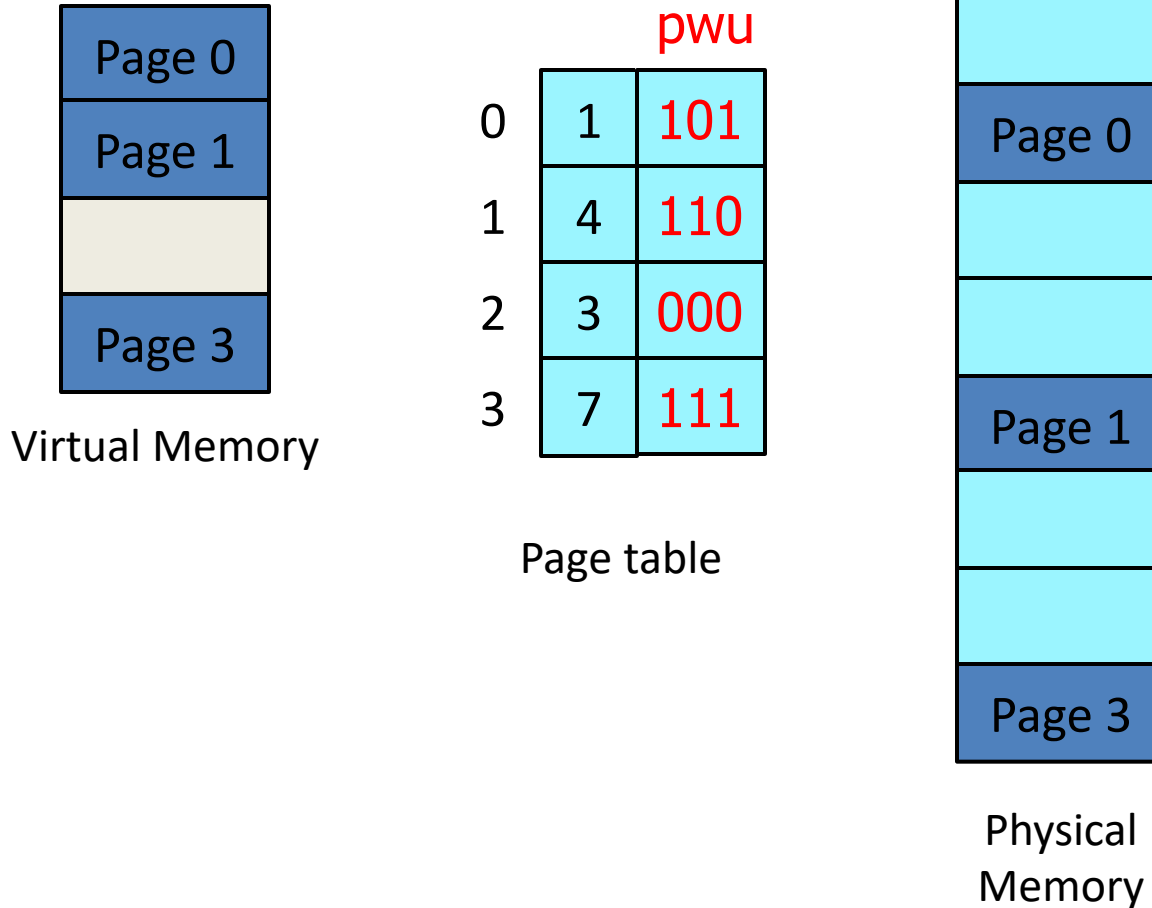 Page 0
Page 1
Page 3
Virtual Memory
pwu
0 1 101
1 4 110
2 3 000
3 7 111
Page table
Page 0
Page 1
Page 3
Physical
Memory